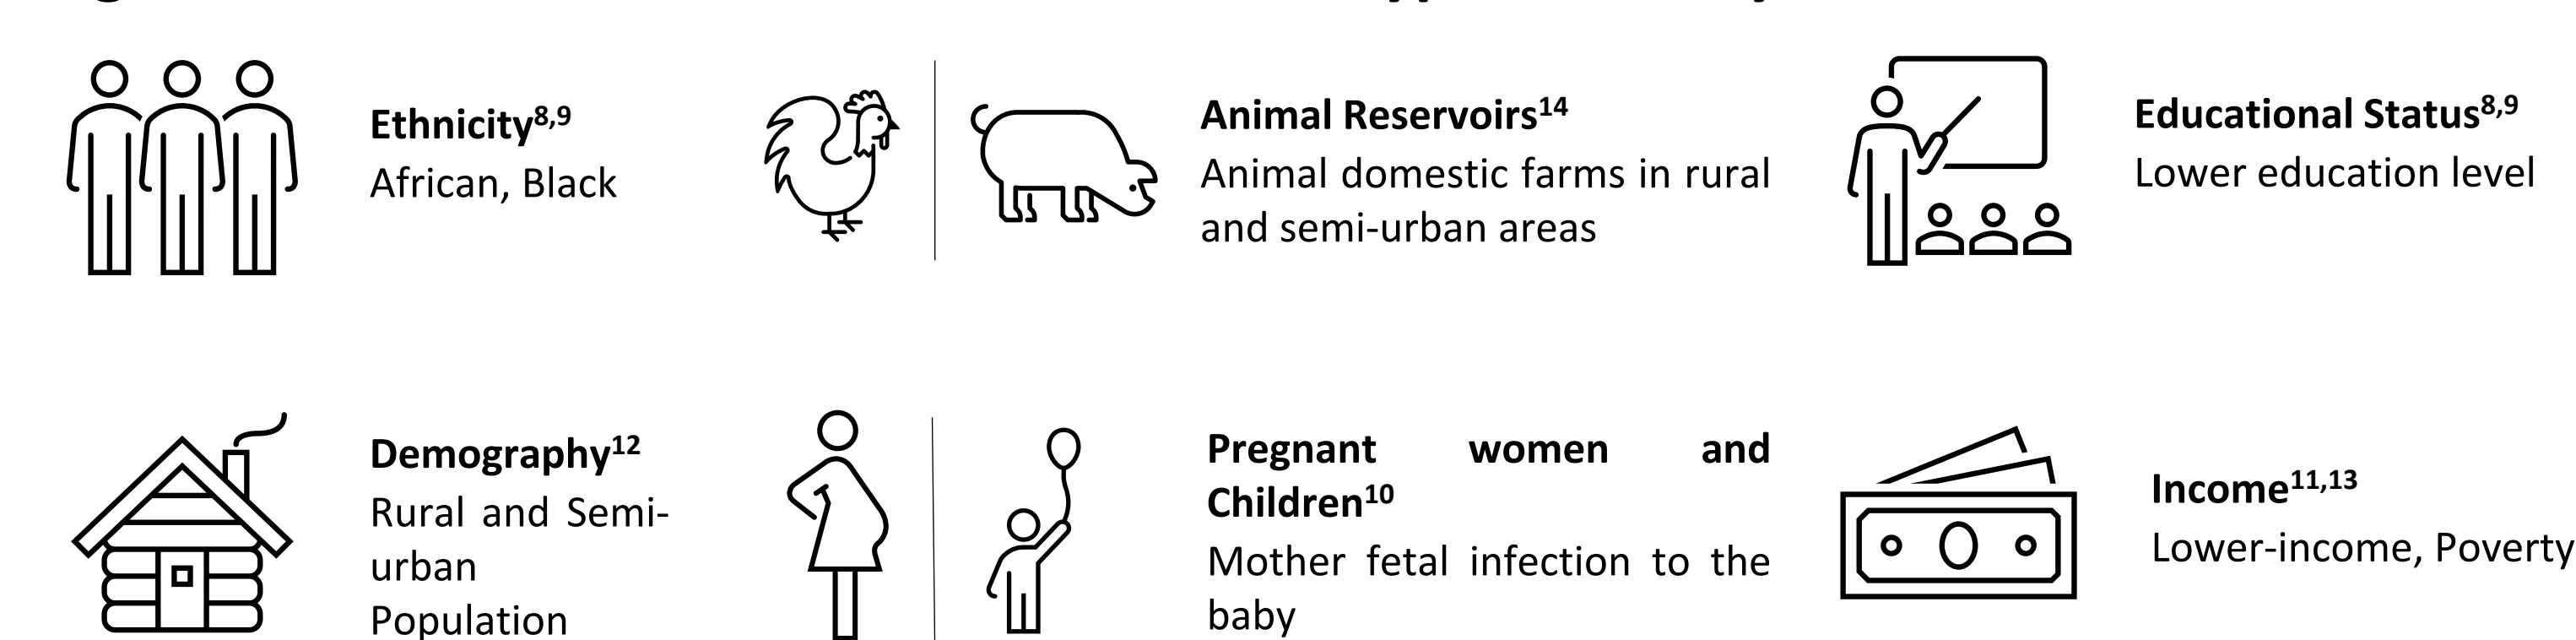 Ethnicity8,9
African, Black
Animal Reservoirs14
Animal domestic farms in rural
and semi-urban areas
Educational Status8,9
Lower education level
Demography12
Rural and Semi-
urban
Population
Pregnant women and
Children10
Mother fetal infection to the
baby
Income11,13
Lower-income, Poverty